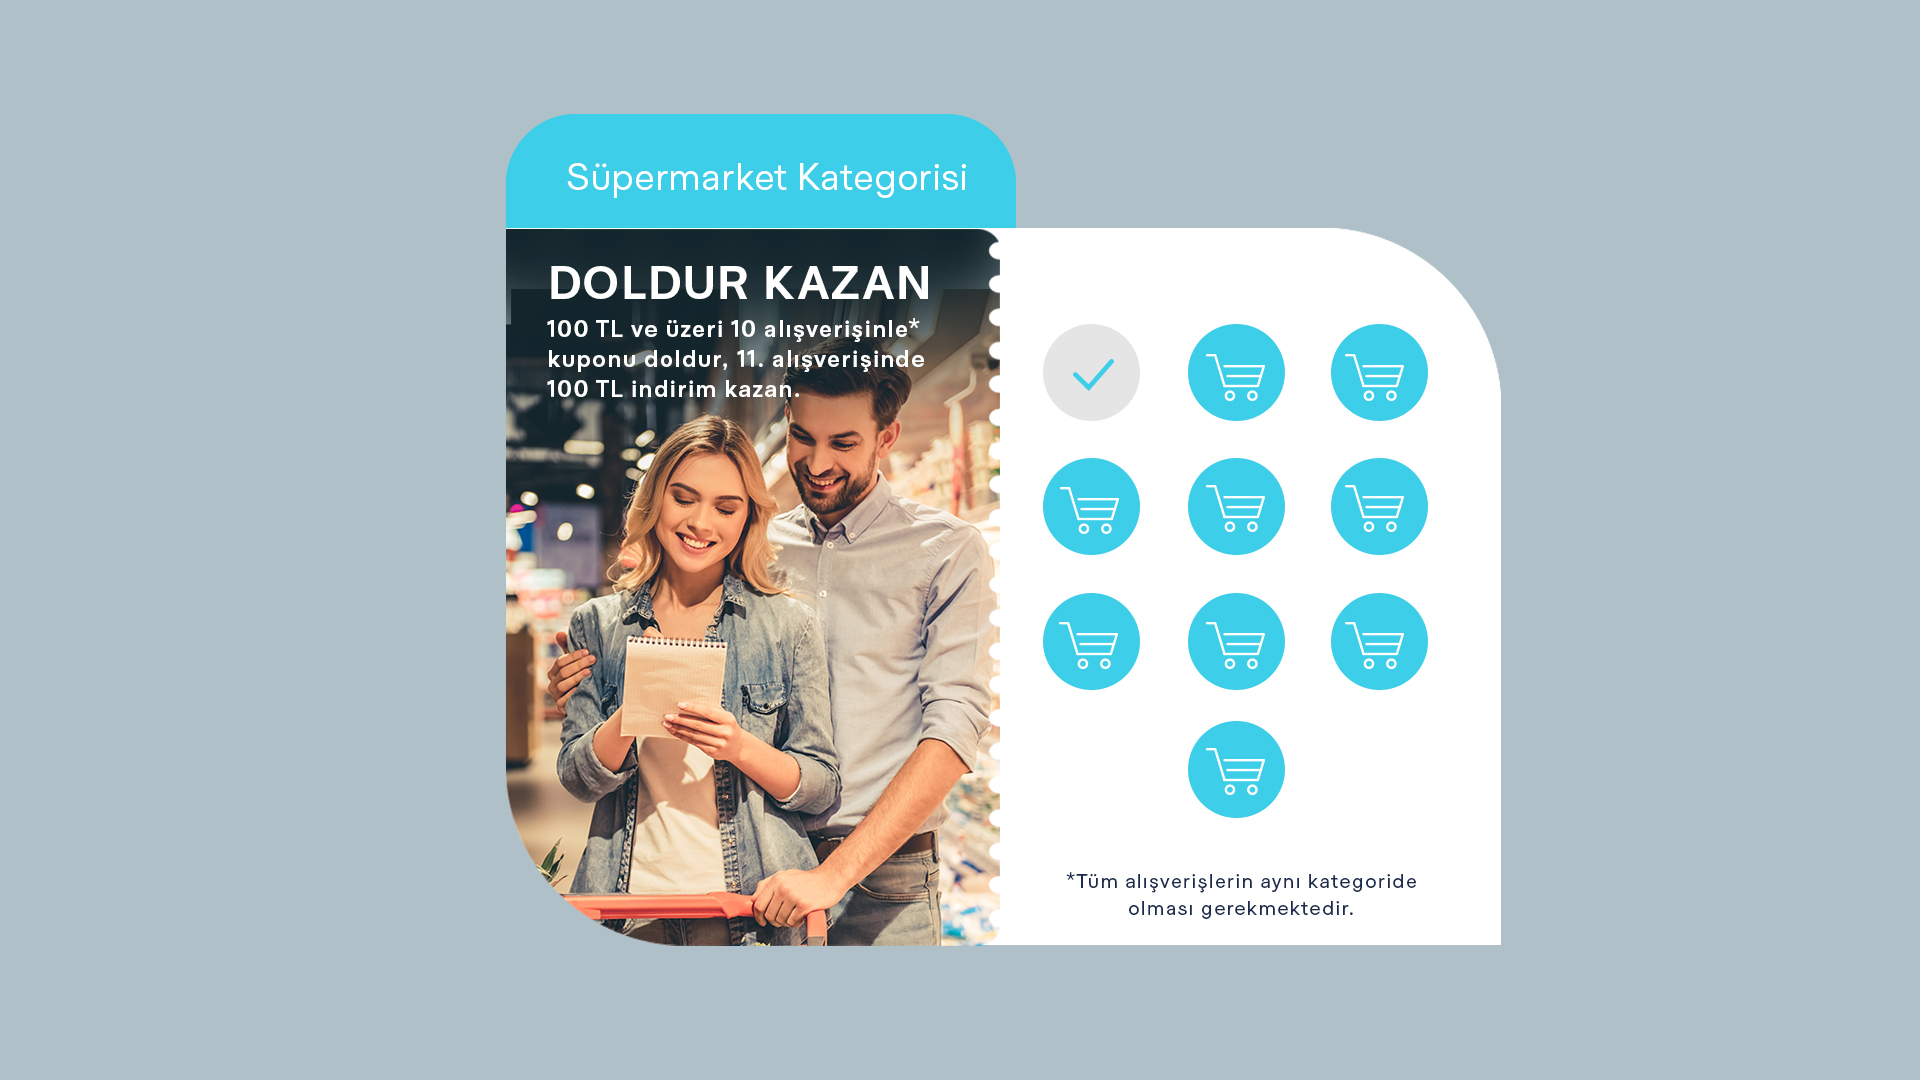 Süpermarket Kategorisi
DOLDUR KAZAN
100 TL ve üzeri 10 alışverişinle*
kuponu doldur, 11. alışverişinde
100 TL indirim kazan.
*Tüm alışverişlerin aynı kategoride
olması gerekmektedir.